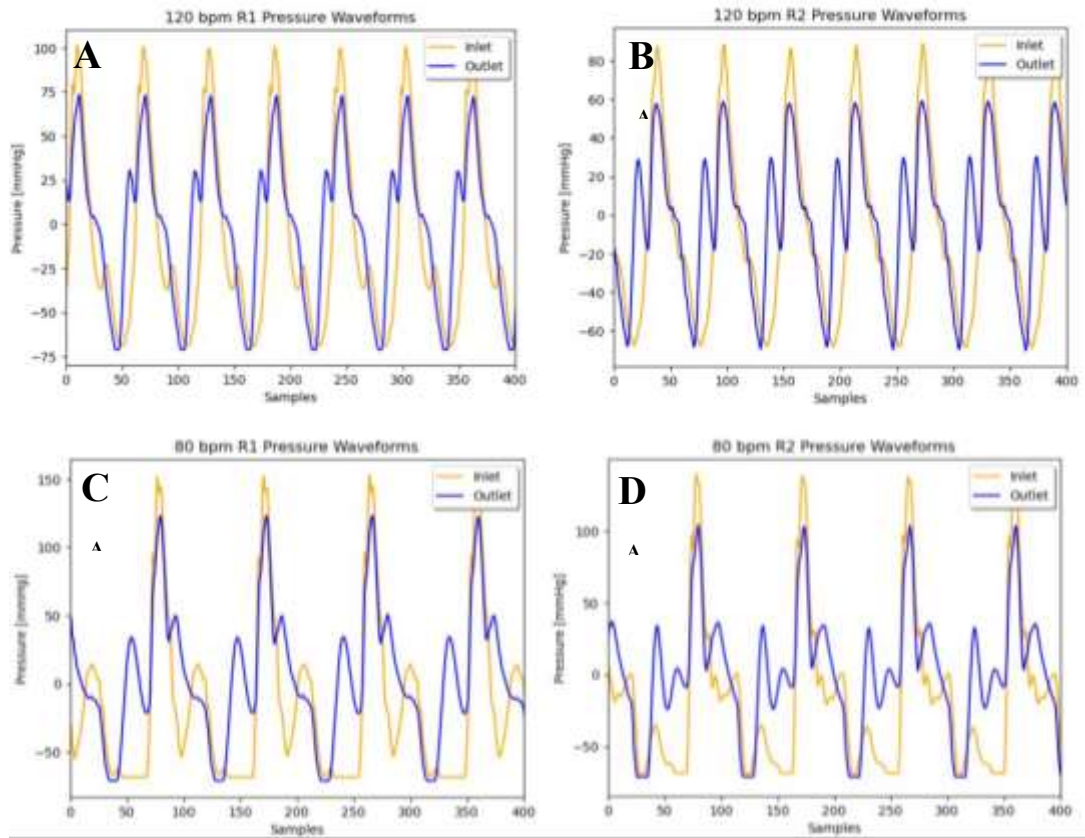 120 bpm R1 Pressure Waveforms
A
Inlet
Outlet
100
75
50
25
0
−25
−50
−75
Pressure [mmHg]
0 50 100 150 200 250 300 350 400
Samples
120 bpm R2 Pressure Waveforms
B
A
Inlet
Outlet
80
60
40
20
0
−20
−40
−60
Pressure [mmHg]
0 50 100 150 200 250 300 350 400
Samples
80 bpm R1 Pressure Waveforms
C
A
Inlet
Outlet
150
100
50
0
−50
Pressure [mmHg]
0 50 100 150 200 250 300 350 400
Samples
80 bpm R2 Pressure Waveforms
D
A
Inlet
Outlet
100
50
0
−50
Pressure [mmHg]
0 50 100 150 200 250 300 350 400
Samples